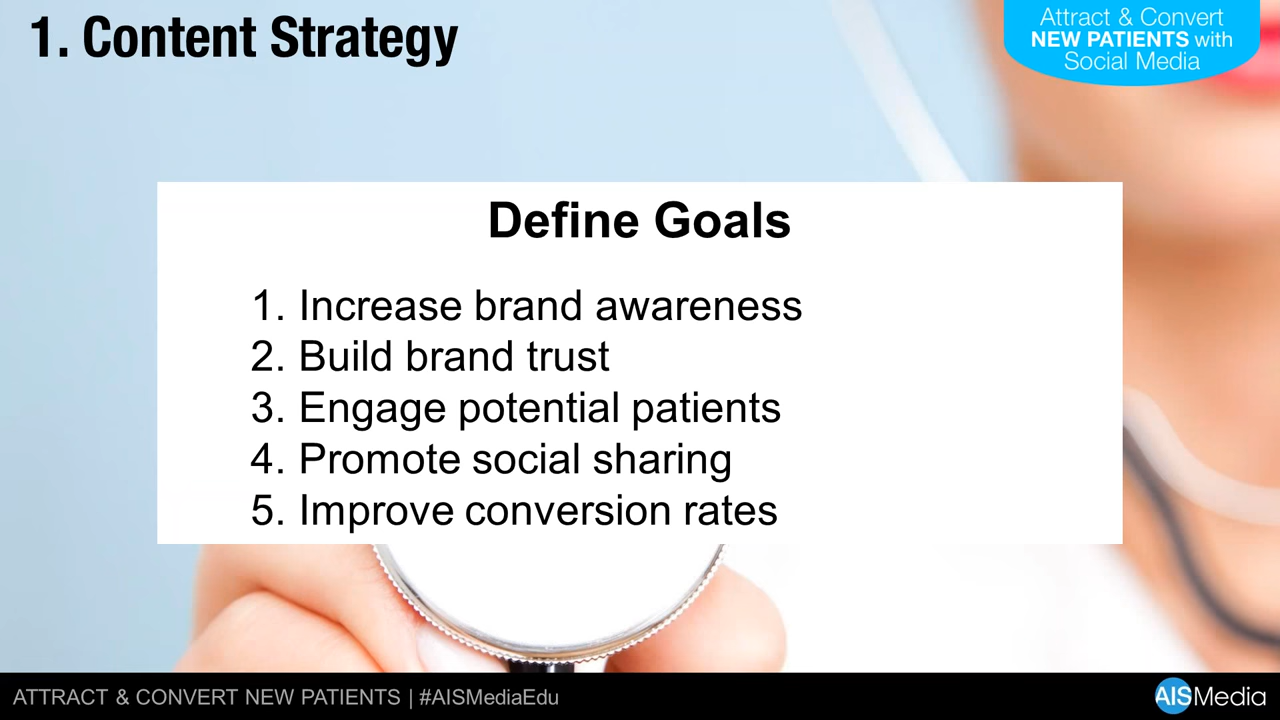 1. Content Strategy
Attract & Convert
NEW PATIENTS with
Social Media
Define Goals
1. Increase brand awareness
2. Build brand trust
3. Engage potential patients
4. Promote social sharing
5. Improve conversion rates
ATTRACT & CONVERT NEW PATIENTS | #AISMediaEdu
AISMedia